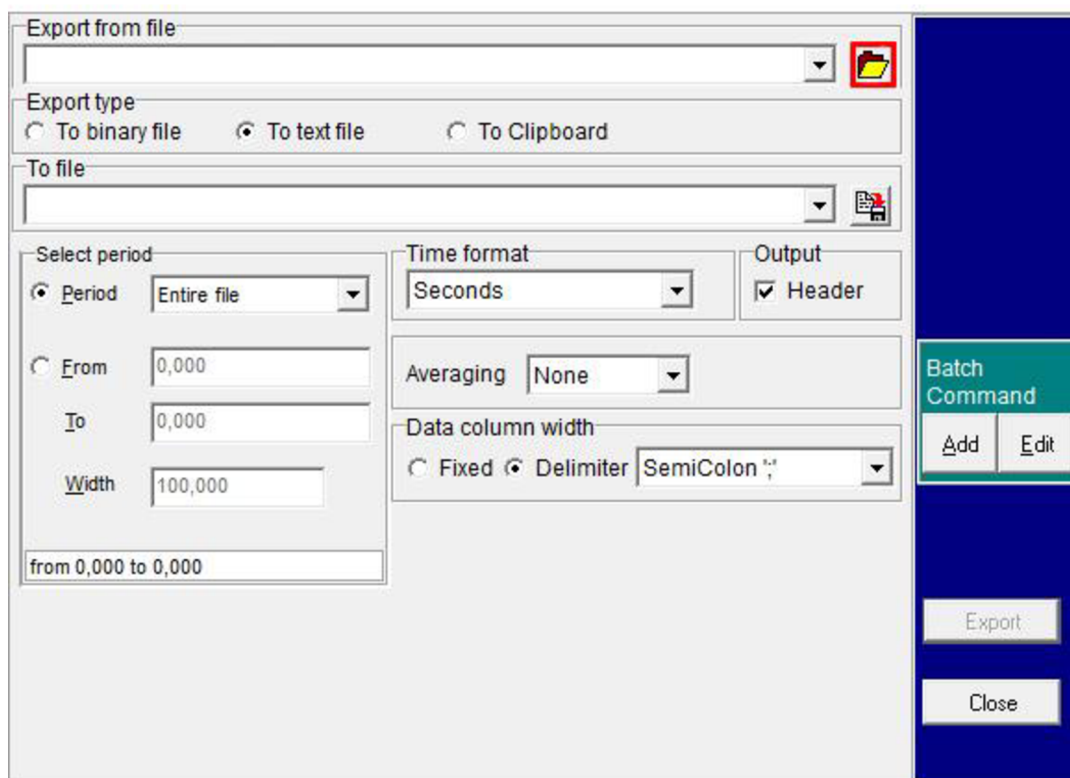 Export from file
Export type
To binary file To text file To Clipboard
To file
Select period
Period Entire file
From 0,000
To 0,000
Width 100,000
from 0,000 to 0,000
Time format
Seconds
Output
Header
Averaging None
Data column width
Fixed Delimiter SemiColon ';'
Batch
Command
Add Edit
Export
Close